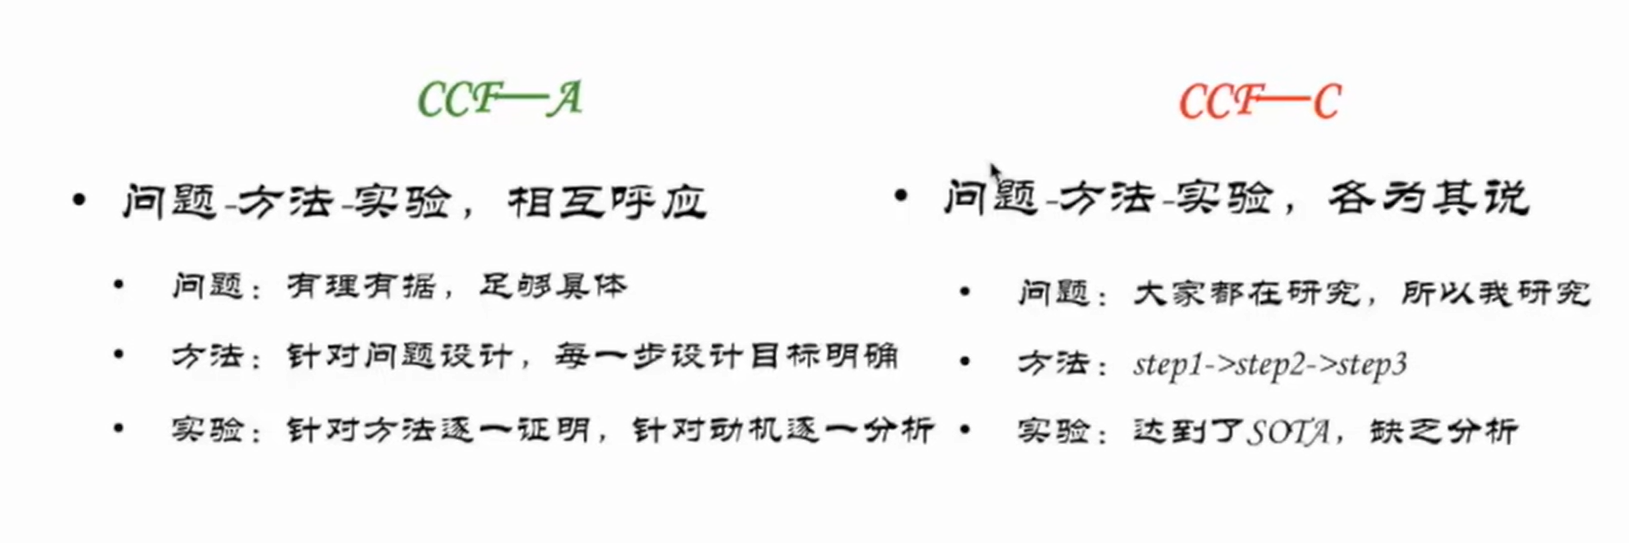 CCF—A
• 问题-方法-实验，相互呼应
• 问题：有理有据，足够具体
• 方法：针对问题设计，每一步设计目标明确
• 实验：针对方法逐一证明，针对动机逐一分析
CCF—C
• 问题-方法-实验，各为其说
• 问题：大家都在研究，所以我研究
• 方法：step1->step2->step3
• 实验：达到了SOTA，缺乏分析